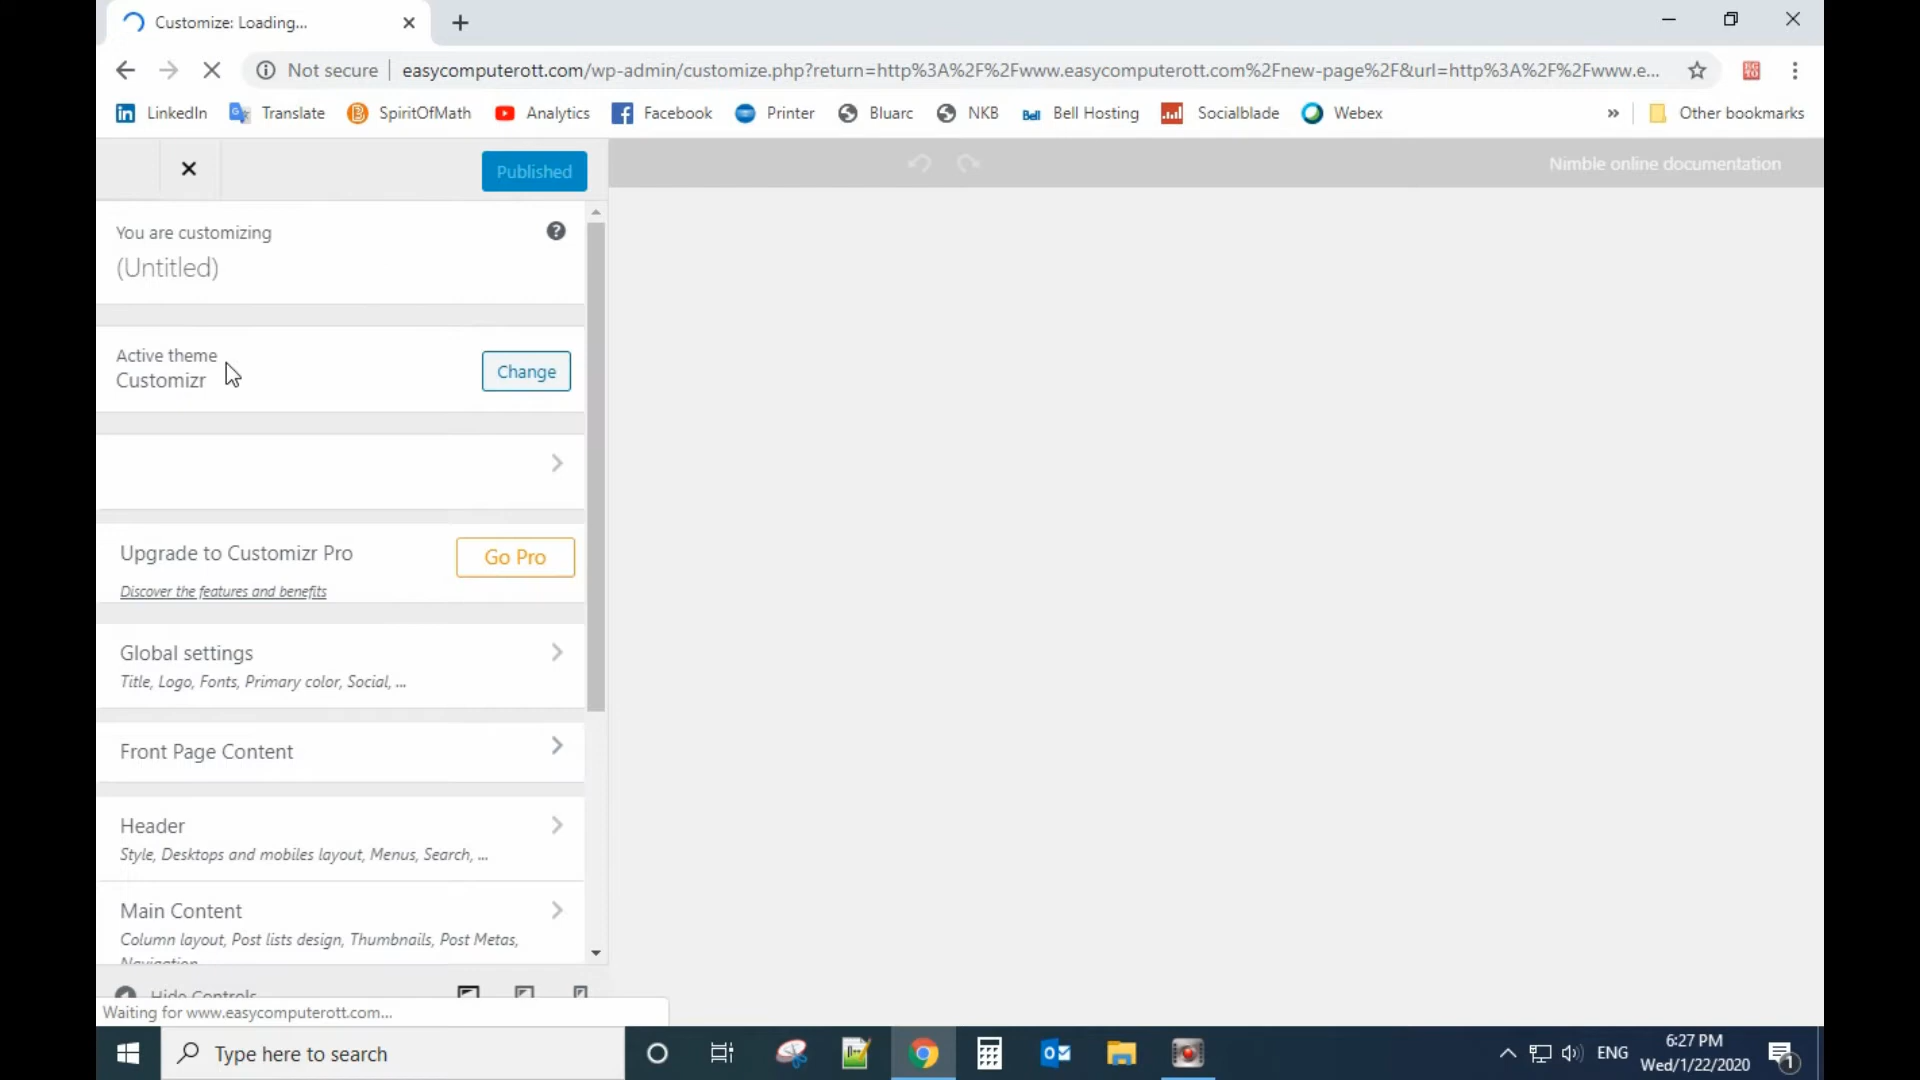 Customize: Loading...
Not secure
easycomputerott.com/wp-admin/customize.php?return=http%3A%2F%2Fwww.easycomputerott.com%2Fnew-page%2F&url=http%3A%2F%2Fwww.e...
LinkedIn
Translate
SpiritOfMath
Analytics
Facebook
Printer
Bluarc
NKB
Bell
Bell Hosting
Socialblade
Webex
»
Other bookmarks
Published
Nimble online documentation
You are customizing
(Untitled)
Active theme
Customizr
Change
Upgrade to Customizr Pro
Go Pro
Discover the features and benefits
Global settings
Title, Logo, Fonts, Primary color, Social, ...
Front Page Content
Header
Style, Desktops and mobiles layout, Menus, Search, ...
Main Content
Column layout, Post lists design, Thumbnails, Post Metas,
Navigation
Hide Controls
Waiting for www.easycomputerott.com...
Type here to search
ENG
6:27 PM
Wed/1/22/2020
1